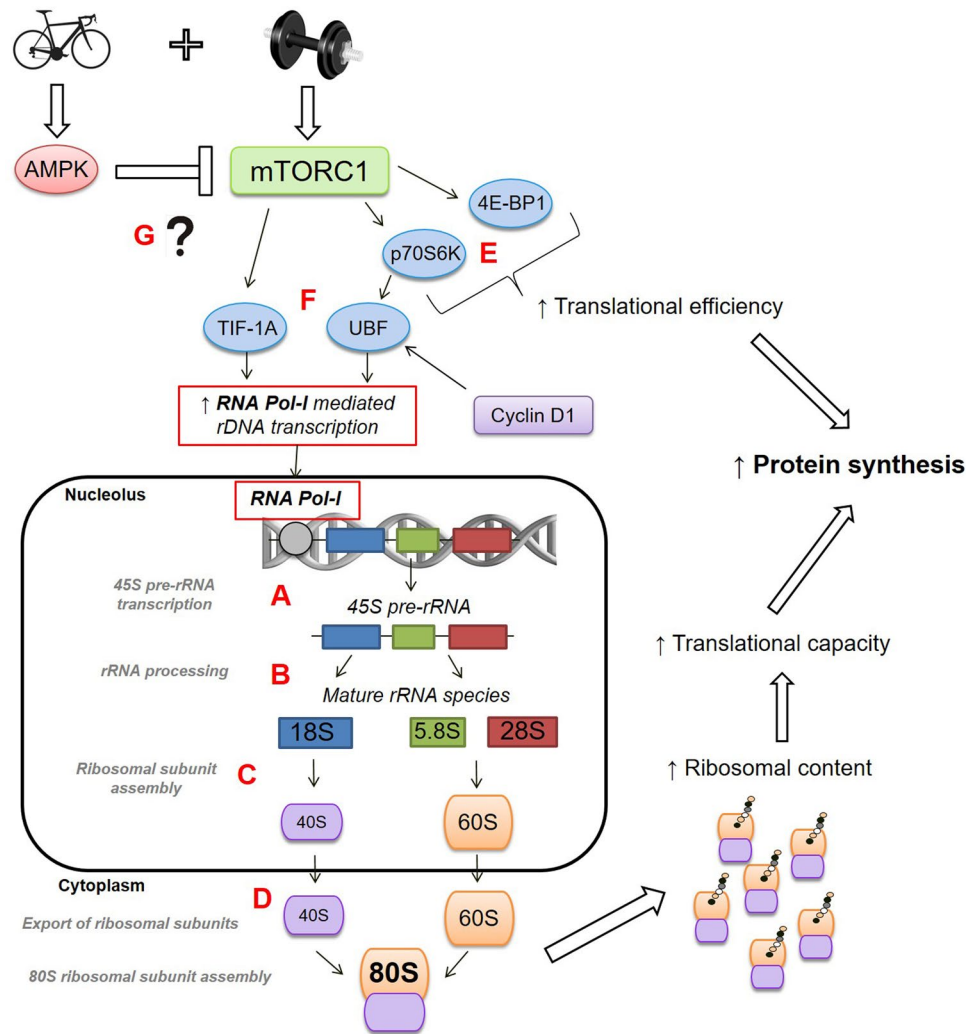 AMPK
mTORC1
4E-BP1
G ?
p70S6K
E
F
TIF-1A
UBF
↑ Translational efficiency
↑ RNA Pol-I mediated
rDNA transcription
Cyclin D1
↑ Protein synthesis
Nucleolus
RNA Pol-I
45S pre-rRNA
transcription
A
45S pre-rRNA
rRNA processing
B
Mature rRNA species
18S
5.8S
28S
↑ Translational capacity
Ribosomal subunit
assembly
C
40S
60S
↑ Ribosomal content
Cytoplasm
D
Export of ribosomal subunits
40S
60S
80S ribosomal subunit assembly
80S